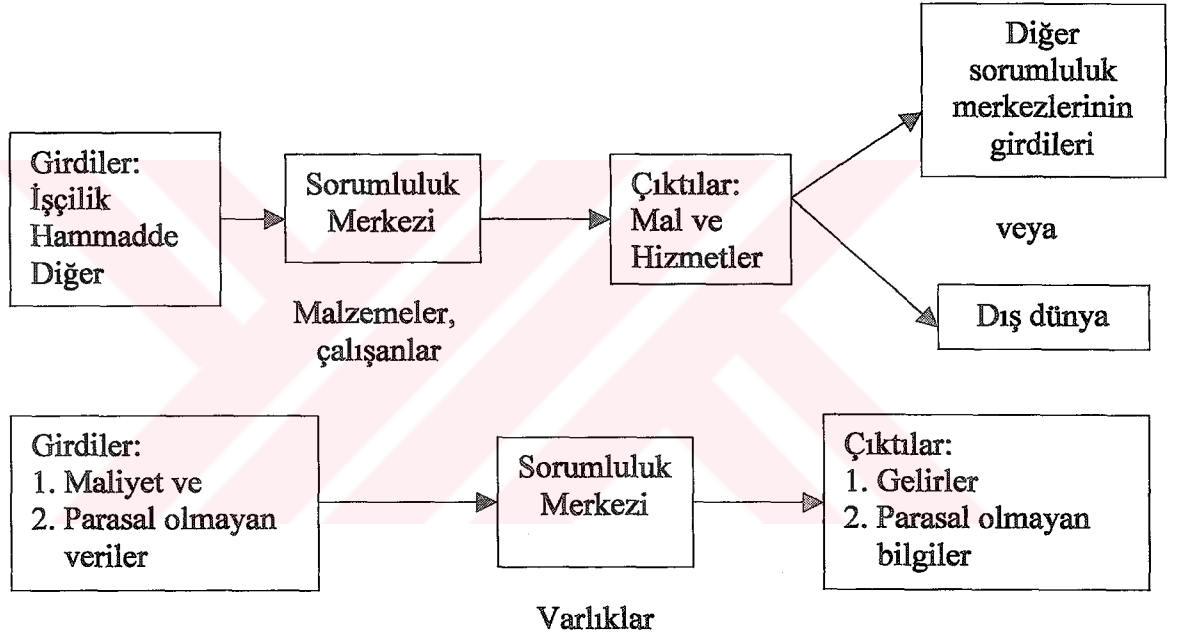 Girdiler:
İşçilik
Hammadde
Diğer
Sorumluluk
Merkezi
Malzemeler,
çalışanlar
Çıktılar:
Mal ve
Hizmetler
Diğer
sorumluluk
merkezlerinin
girdileri
veya
Dış dünya
Girdiler:
1. Maliyet ve
2. Parasal olmayan
veriler
Sorumluluk
Merkezi
Varlıklar
Çıktılar:
1. Gelirler
2. Parasal olmayan
bilgiler